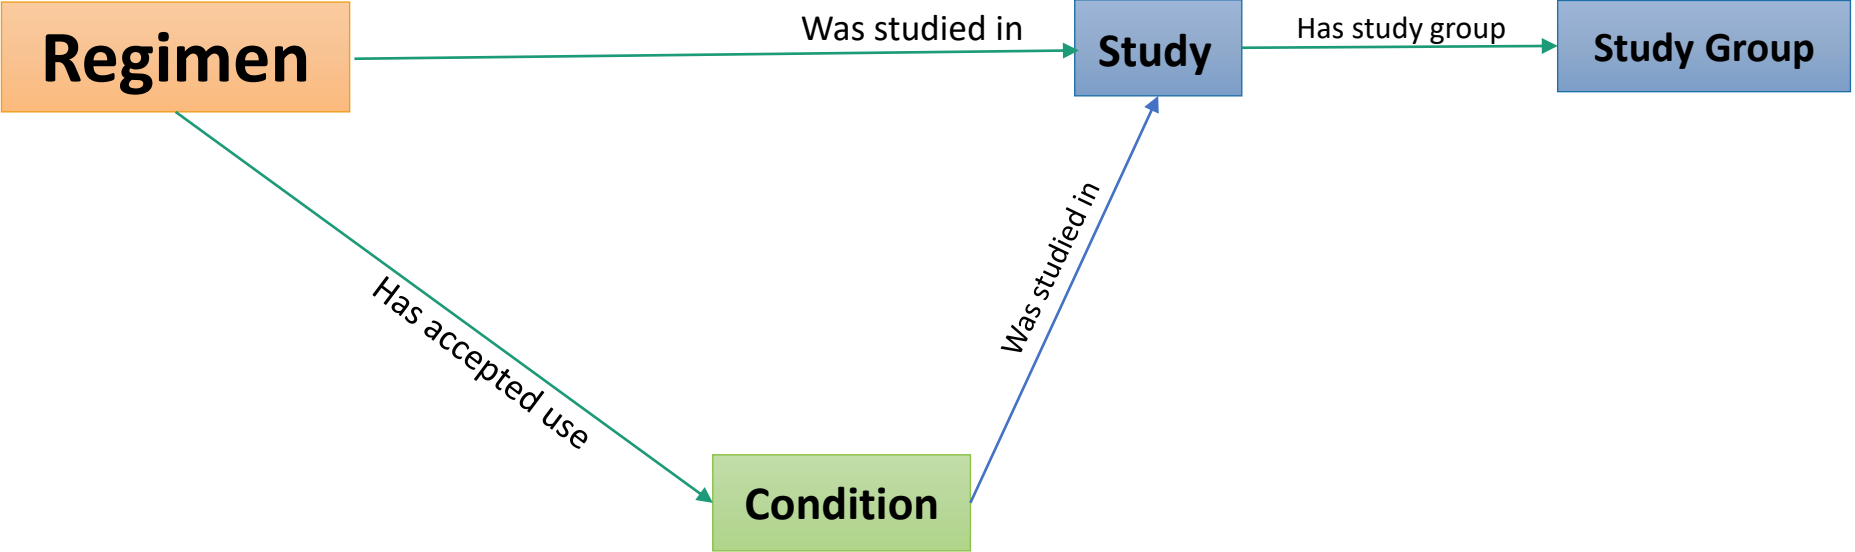 Regimen
Was studied in
Study
Has study group
Study Group
Has accepted use
Was studied in
Condition